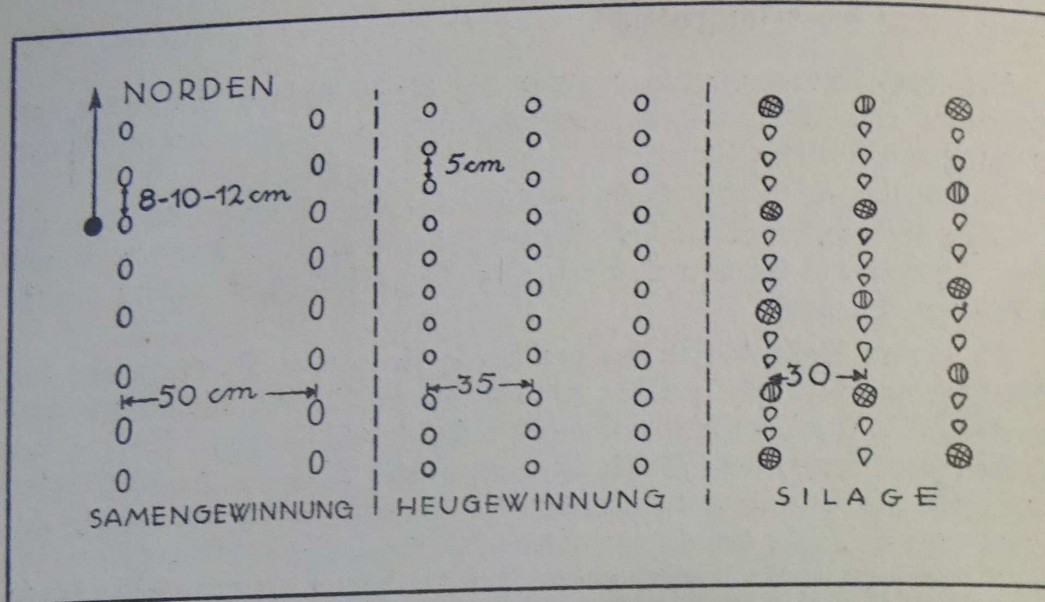 NORDEN
8-10-12 cm
5 cm
50 cm
35
30
SAMENGEWINNUNG
HEUGEWINNUNG
SILAGE